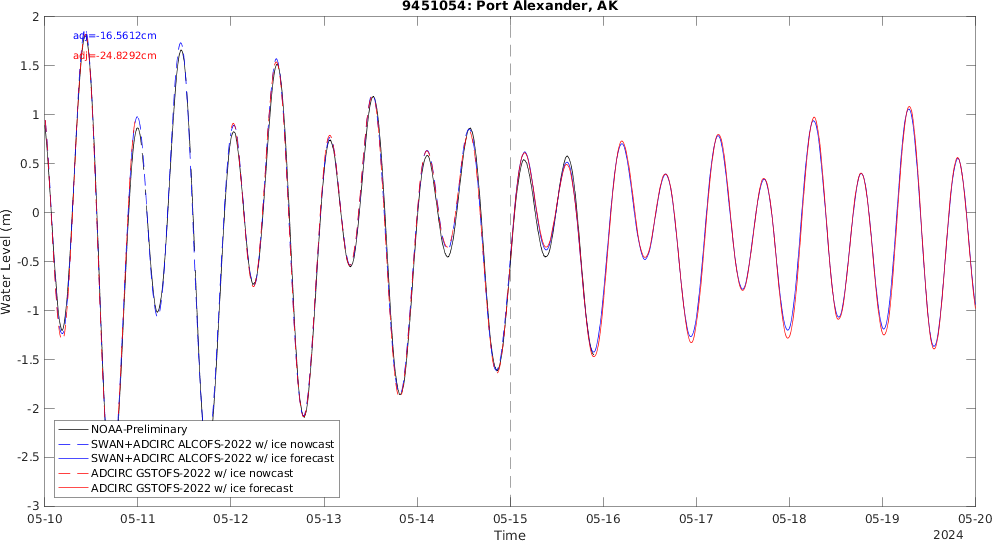 9451054: Port Alexander, AK
adj=-16.5612cm
adj=-24.8292cm
Water Level (m)
2
1.5
1
0.5
0
-0.5
-1
-1.5
-2
-2.5
-3
NOAA-Preliminary
SWAN+ADCIRC ALCOFS-2022 w/ ice nowcast
SWAN+ADCIRC ALCOFS-2022 w/ ice forecast
ADCIRC GSTOFS-2022 w/ ice nowcast
ADCIRC GSTOFS-2022 w/ ice forecast
05-10 05-11 05-12 05-13 05-14 05-15 05-16 05-17 05-18 05-19 05-20
Time
2024